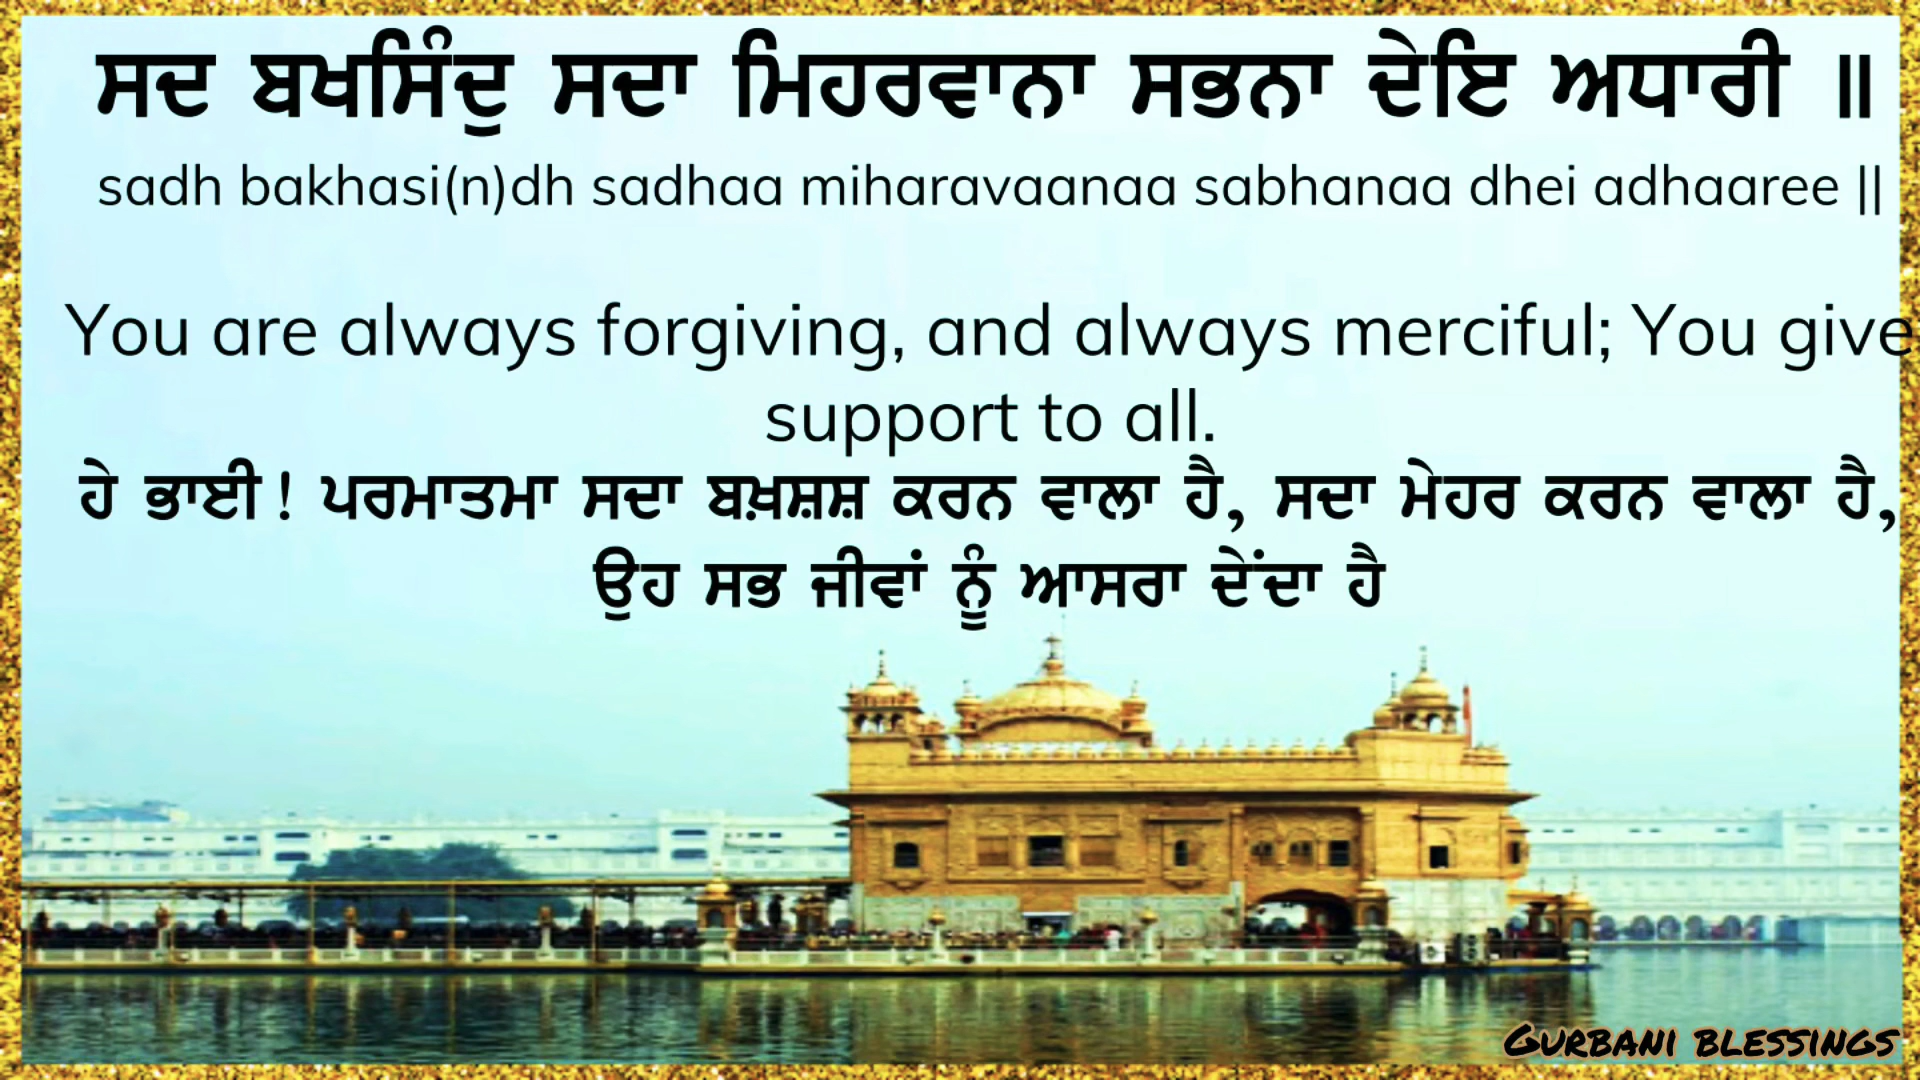 ਸਦ ਬਖਸਿੰਦੁ ਸਦਾ ਮਿਹਰਵਾਨਾ ਸਭਨਾ ਦੇਇ ਅਧਾਰੀ ॥
sadh bakhasi(n)dh sadhaa miharavaanaa sabhanaa dhei adhaaree ||
You are always forgiving, and always merciful; You give
support to all.
ਹੇ ਭਾਈ! ਪਰਮਾਤਮਾ ਸਦਾ ਬਖ਼ਸ਼ਸ਼ ਕਰਨ ਵਾਲਾ ਹੈ, ਸਦਾ ਮੇਹਰ ਕਰਨ ਵਾਲਾ ਹੈ,
ਉਹ ਸਭ ਜੀਵਾਂ ਨੂੰ ਆਸਰਾ ਦੇਂਦਾ ਹੈ
Gurbani blessings